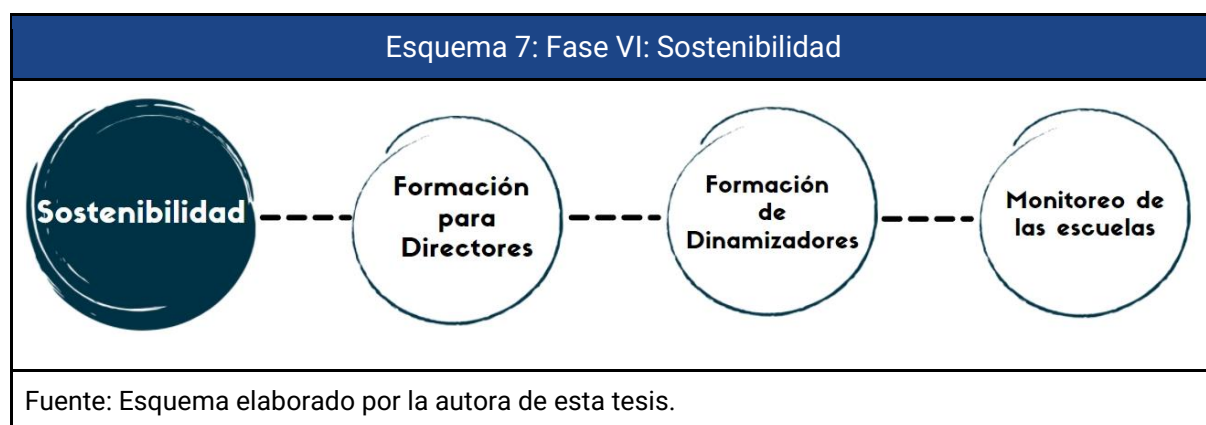 Esquema 7: Fase VI: Sostenibilidad
Sostenibilidad
Formación
para
Directores
Formación
de
Dinamizadores
Monitoreo de
las escuelas
Fuente: Esquema elaborado por la autora de esta tesis.